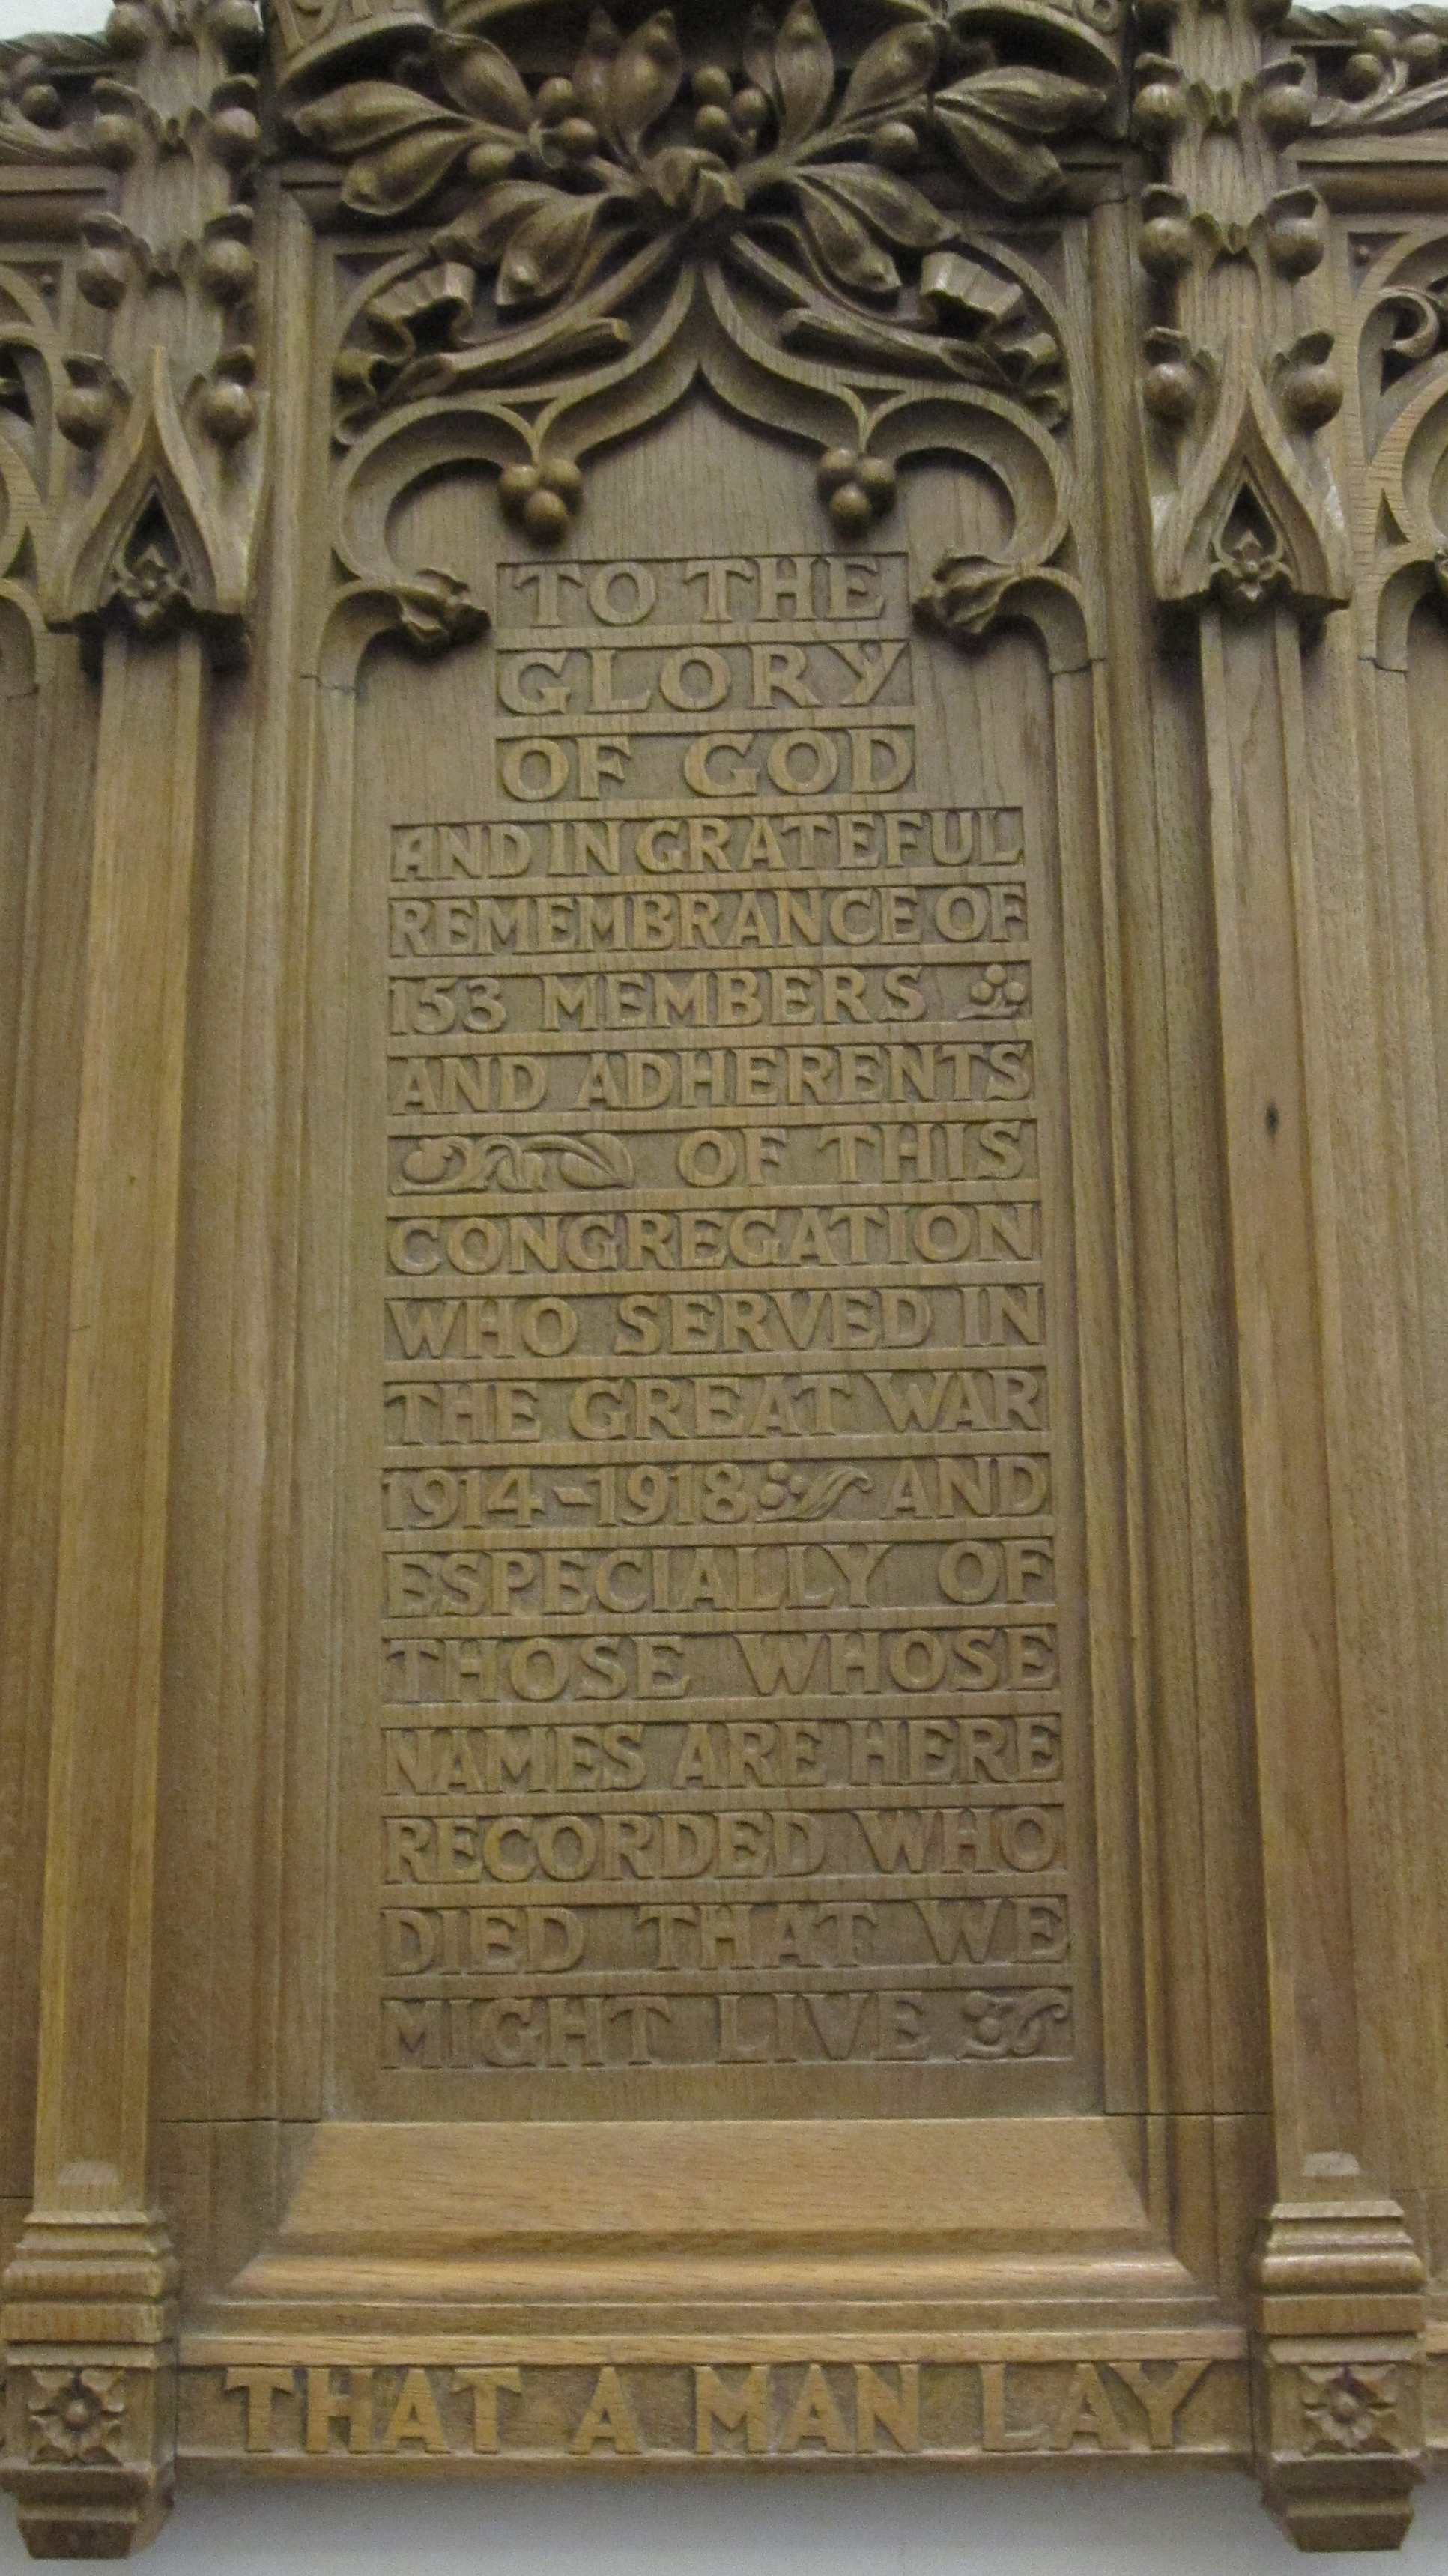 TO THE
GLORY
OF GOD
AND IN GRATEFUL
REMEMBRANCE OF
153 MEMBERS
AND ADHERENTS
OF THIS
CONGREGATION
WHO SERVED IN
THE GREAT WAR
1914-1918 AND
ESPECIALLY OF
THOSE WHOSE
NAMES ARE HERE
RECORDED WHO
DIED THAT WE
MIGHT LIVE
THAT A MAN LAY